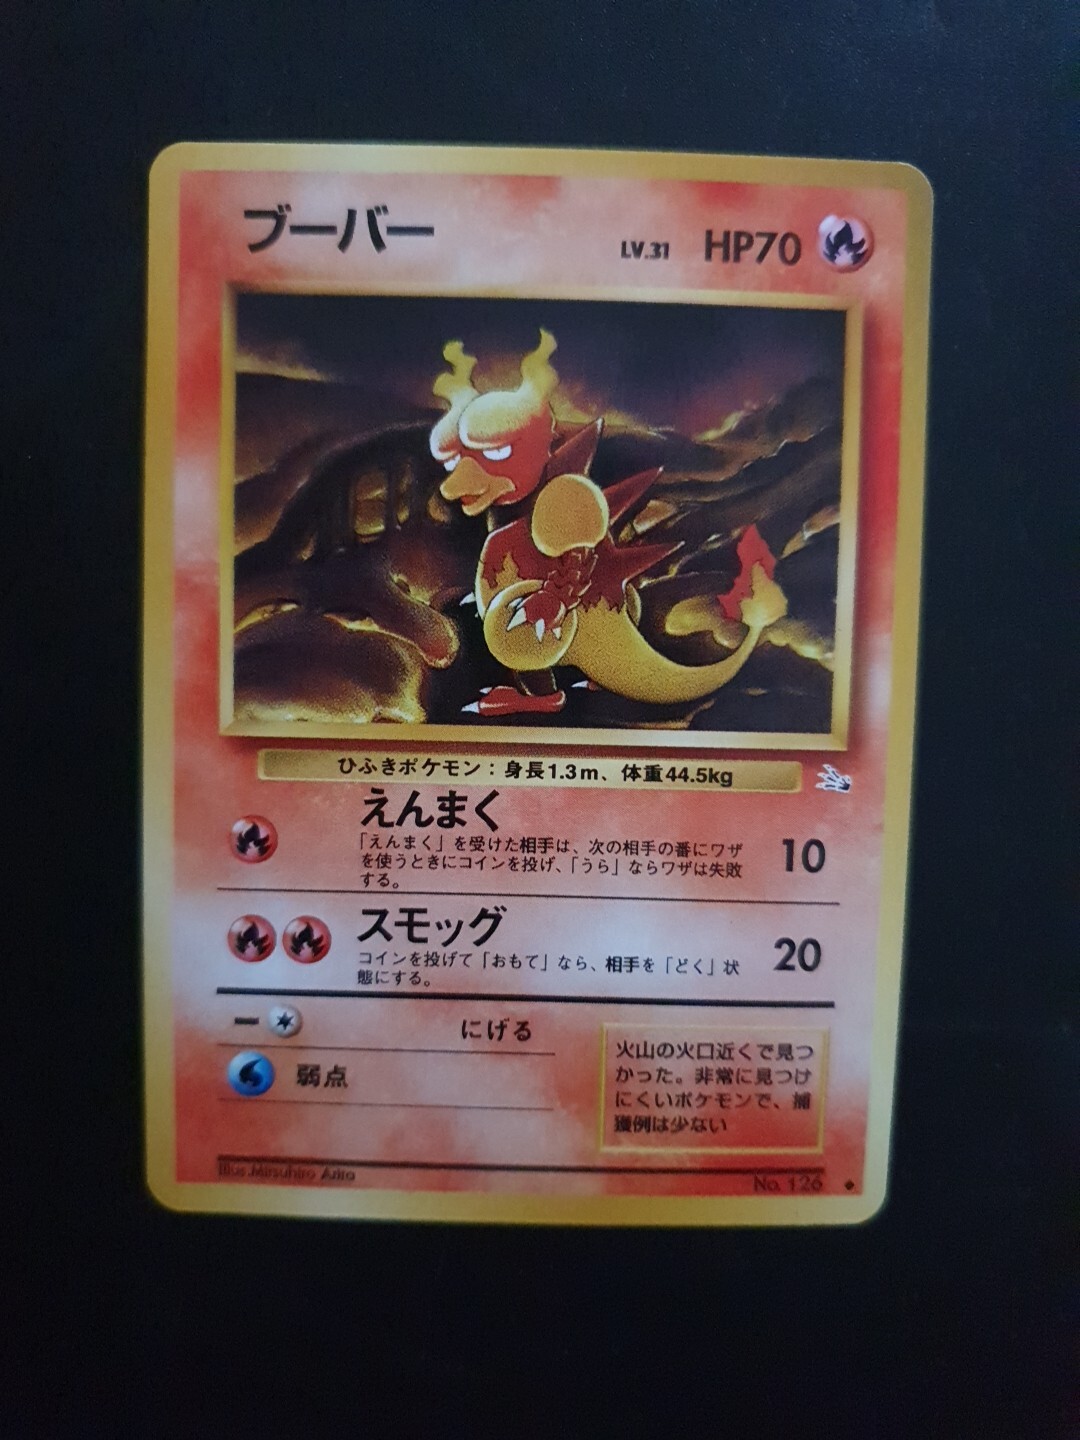 ブーバー LV.31 HP70
ひふきポケモン：身長1.3m、体重44.5kg
えんまく
「えんまく」を受けた相手は、次の相手の番にワザ
を使うときにコインを投げ、「うら」ならワザは失敗
する。
10
スモッグ
コインを投げて「おもて」なら、相手を「どく」状
態にする。
20
にげる
弱点
火山の火口近くで見つ
かった。非常に見つけ
にくいポケモンで、捕
獲例は少ない
Illus.Mitsuhiro Arita
No. 126